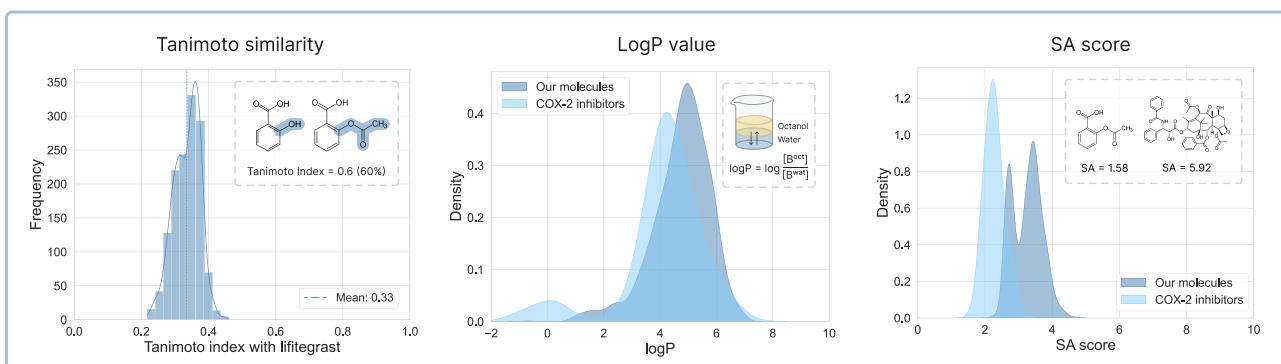 Tanimoto similarity
350
300
250
200
150
100
50
0
Frequency
0.0
0.2
0.4
0.6
0.8
1.0
Tanimoto index with lifitegrast
OH
O
OH
OH
O
O
CH₃
O
Tanimoto Index = 0.6 (60%)
Mean: 0.33
LogP value
0.4
0.3
0.2
0.1
0.0
Density
−2
0
2
4
6
8
10
logP
Our molecules
COX-2 inhibitors
Octanol
Water
logP = log [Bᵒᶜᵗ]
[Bʷᵃᵗ]
SA score
1.2
1.0
0.8
0.6
0.4
0.2
0.0
Density
0
2
4
6
8
10
SA score
OH
O
O
CH₃
O
SA = 1.58
SA = 5.92
Our molecules
COX-2 inhibitors